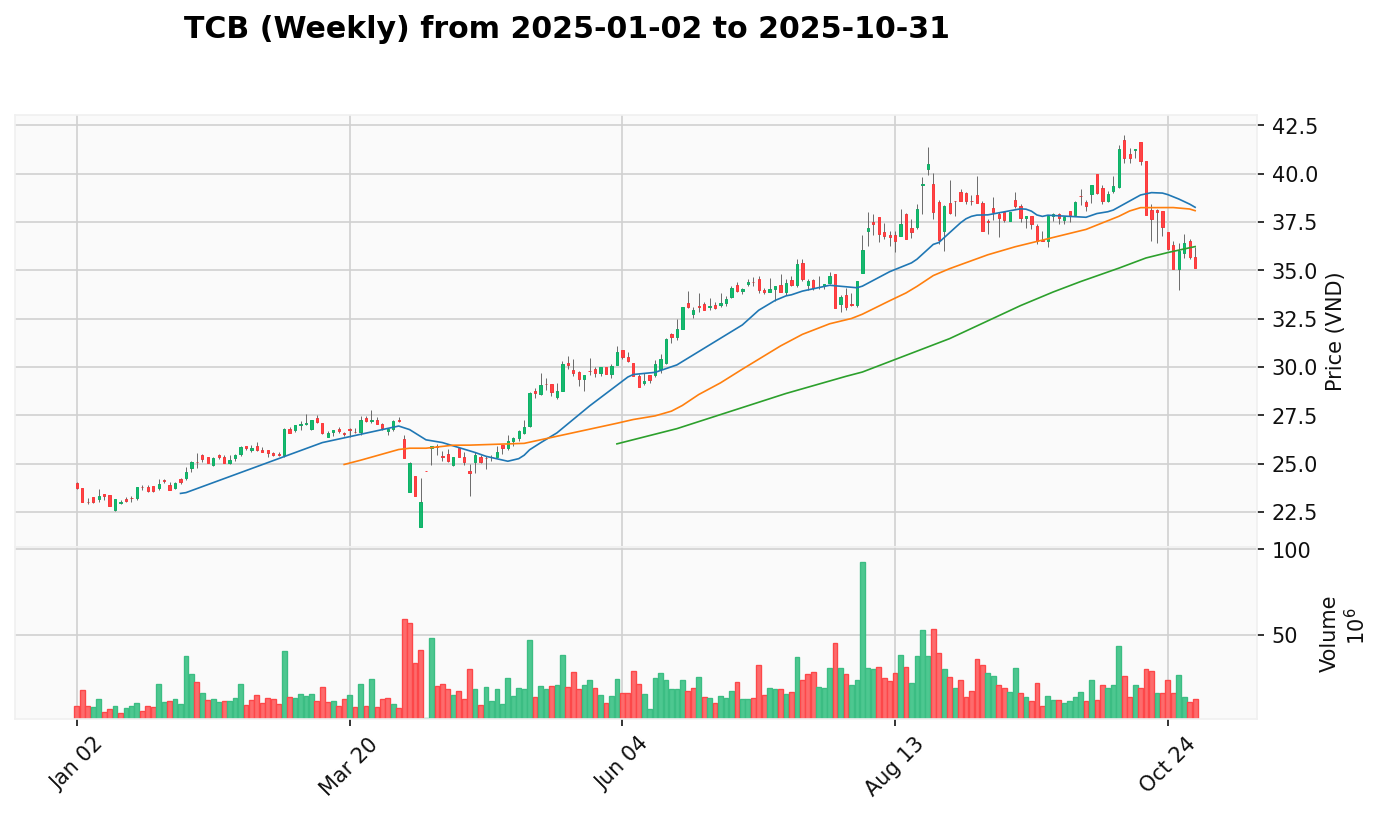 TCB (Weekly) from 2025-01-02 to 2025-10-31
42.5
40.0
37.5
35.0
32.5
30.0
27.5
25.0
22.5
Price (VND)
100
50
Volume
10⁶
Jan 02
Mar 20
Jun 04
Aug 13
Oct 24